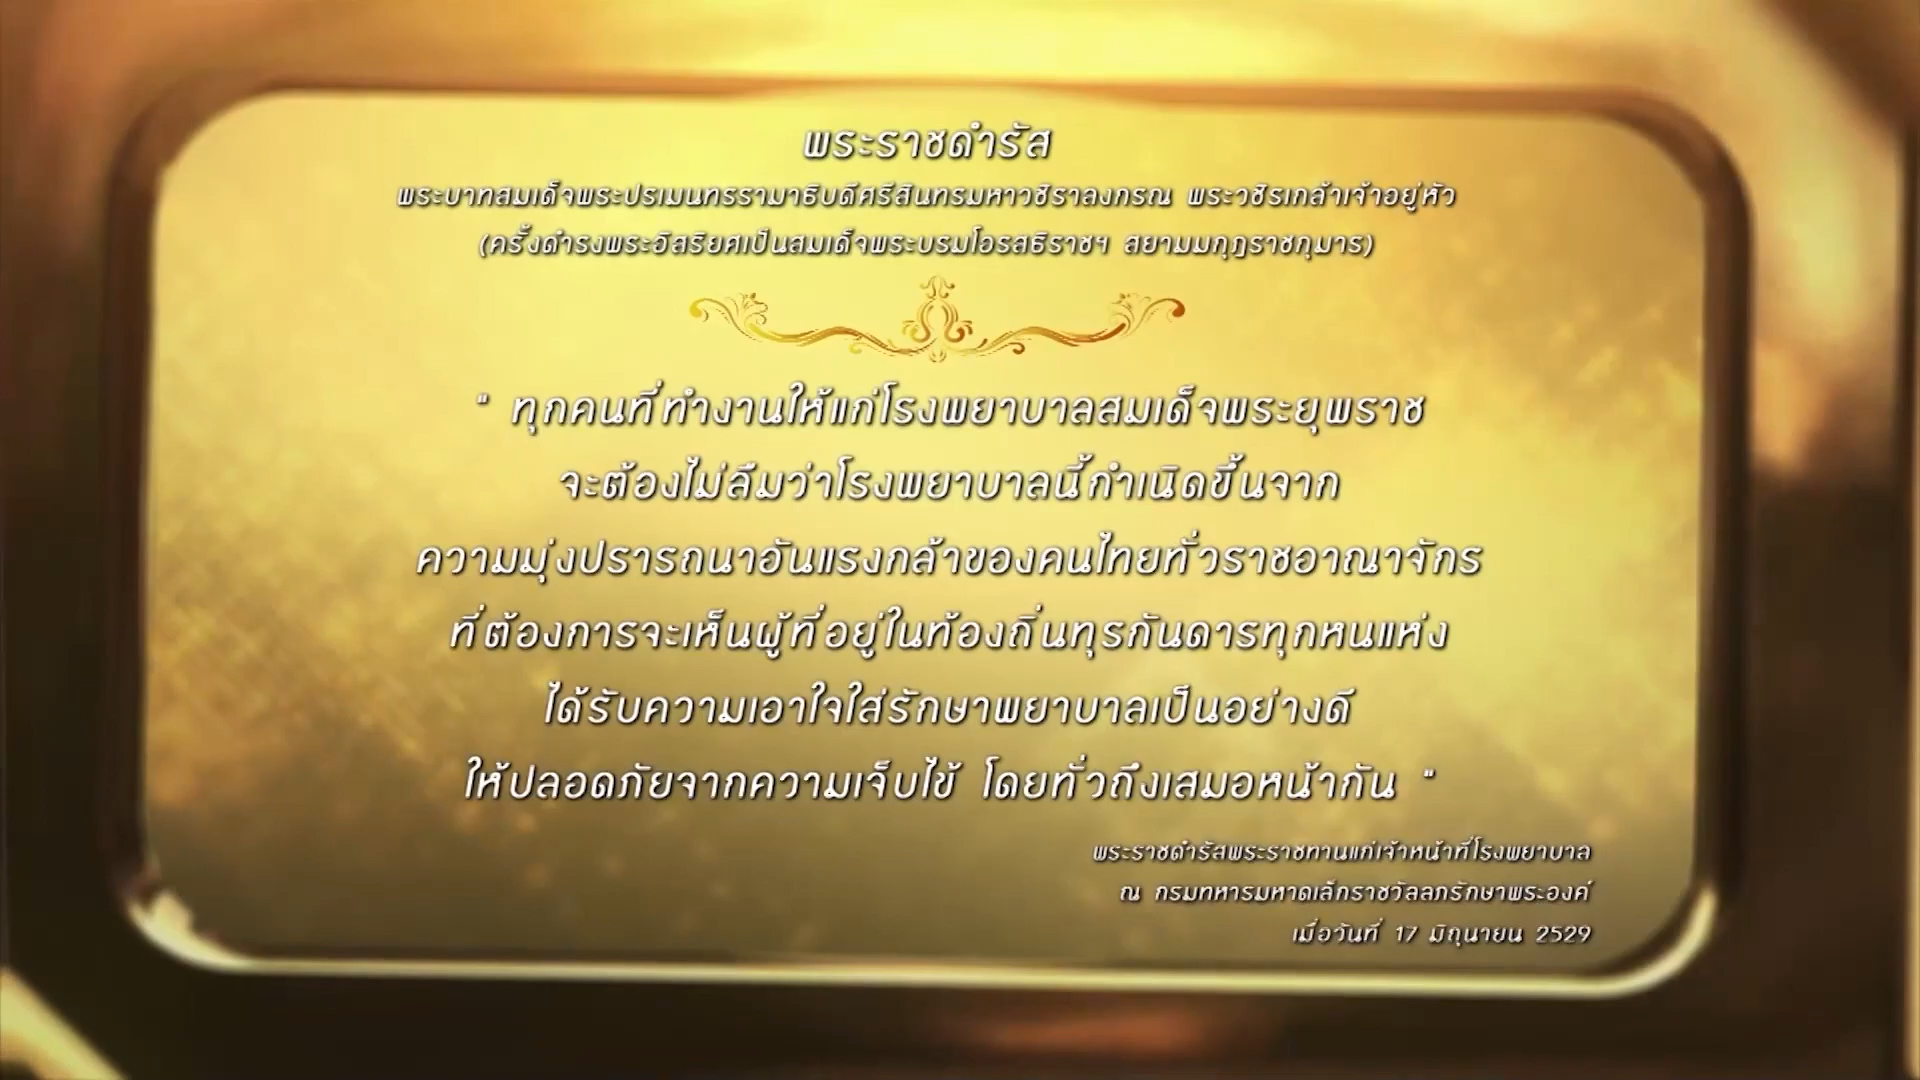 พระราชดำรัส
พระบาทสมเด็จพระปรเมนทรรามาธิบดีศรีสินทรมหาวชิราลงกรณ พระวชิรเกล้าเจ้าอยู่หัว
(ครั้งดำรงพระอิสริยศเป็นสมเด็จพระบรมโอรสธิราชฯ สยามมกุฎราชกุมาร)
" ทุกคนที่ทำงานให้แก่โรงพยาบาลสมเด็จพระยุพราช
จะต้องไม่ลืมว่าโรงพยาบาลนี้กำเนิดขึ้นจาก
ความมุ่งปรารถนาอันแรงกล้าของคนไทยทั่วราชอาณาจักร
ที่ต้องการจะเห็นผู้ที่อยู่ในท้องถิ่นทุรกันดารทุกหนแห่ง
ได้รับความเอาใจใส่รักษาพยาบาลเป็นอย่างดี
ให้ปลอดภัยจากความเจ็บไข้ โดยทั่วถึงเสมอหน้ากัน "
พระราชดำรัสพระราชทานแก่เจ้าหน้าที่โรงพยาบาล
ณ กรมทหารมหาดเล็กราชวัลลภรักษาพระองค์
เมื่อวันที่ 17 มิถุนายน 2529